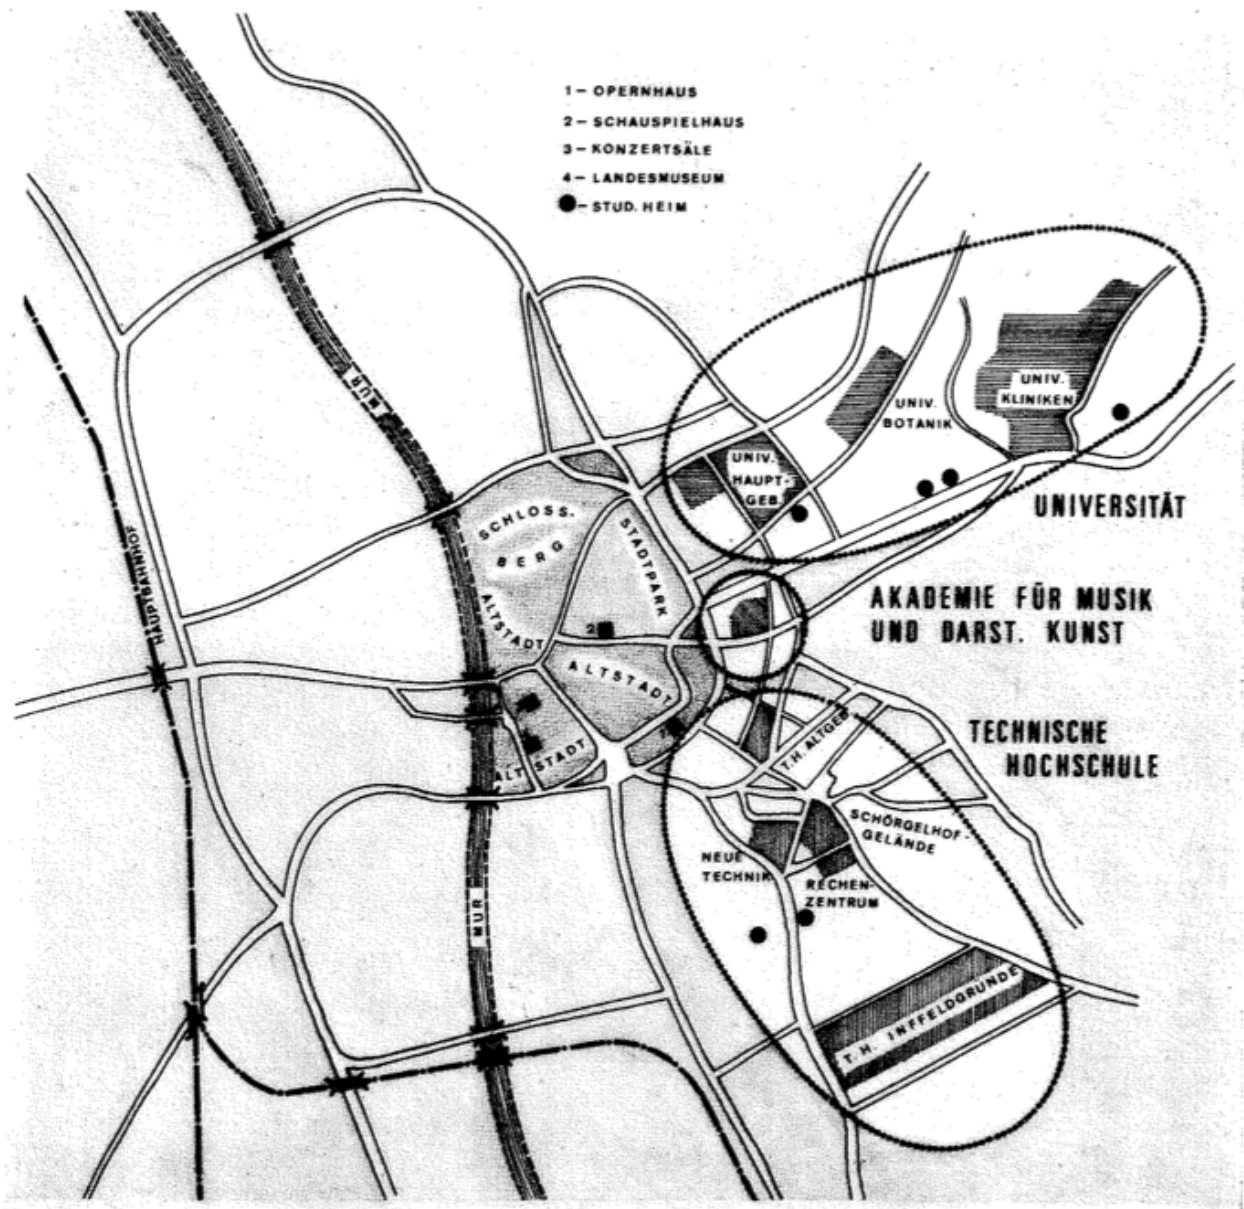 1 – OPERNHAUS
2 – SCHAUSPIELHAUS
3 – KONZERTSÄLE
4 – LANDESMUSEUM
– STUD. HEIM
MUR
MUR
UNIV.
KLINIKEN
UNIV.
BOTANIK
UNIV.
HAUPT-
GEB.
UNIVERSITÄT
SCHLOSS-
BERG
STADTPARK
HAUPTBAHNHOF
ALTSTADT
2
AKADEMIE FÜR MUSIK
UND DARST. KUNST
ALTSTADT
ALTSTADT
T.H. ALTGEB.
TECHNISCHE
HOCHSCHULE
SCHÖRGELHOF-
GELÄNDE
NEUE
TECHNIK
RECHEN-
ZENTRUM
MUR
T. H. INFFELDGRÜNDE